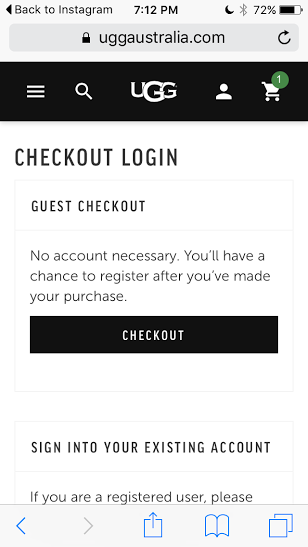 Back to Instagram 7:12 PM 72%
uggaustralia.com
UGG 1
CHECKOUT LOGIN
GUEST CHECKOUT
No account necessary. You'll have a
chance to register after you've made
your purchase.
CHECKOUT
SIGN INTO YOUR EXISTING ACCOUNT
If you are a registered user, please